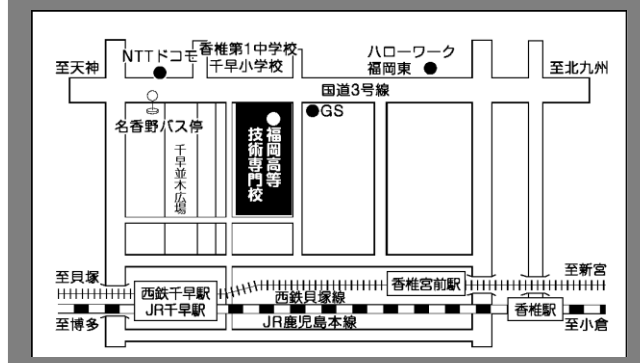 NTTドコモ
香椎第1中学校
千早小学校
ハローワーク
福岡東
至天神
至北九州
国道3号線
GS
名香野バス停
千早並木広場
福岡高等
技術専門校
至貝塚
至新宮
西鉄千早駅
JR千早駅
香椎宮前駅
西鉄貝塚線
香椎駅
至博多
JR鹿児島本線
至小倉